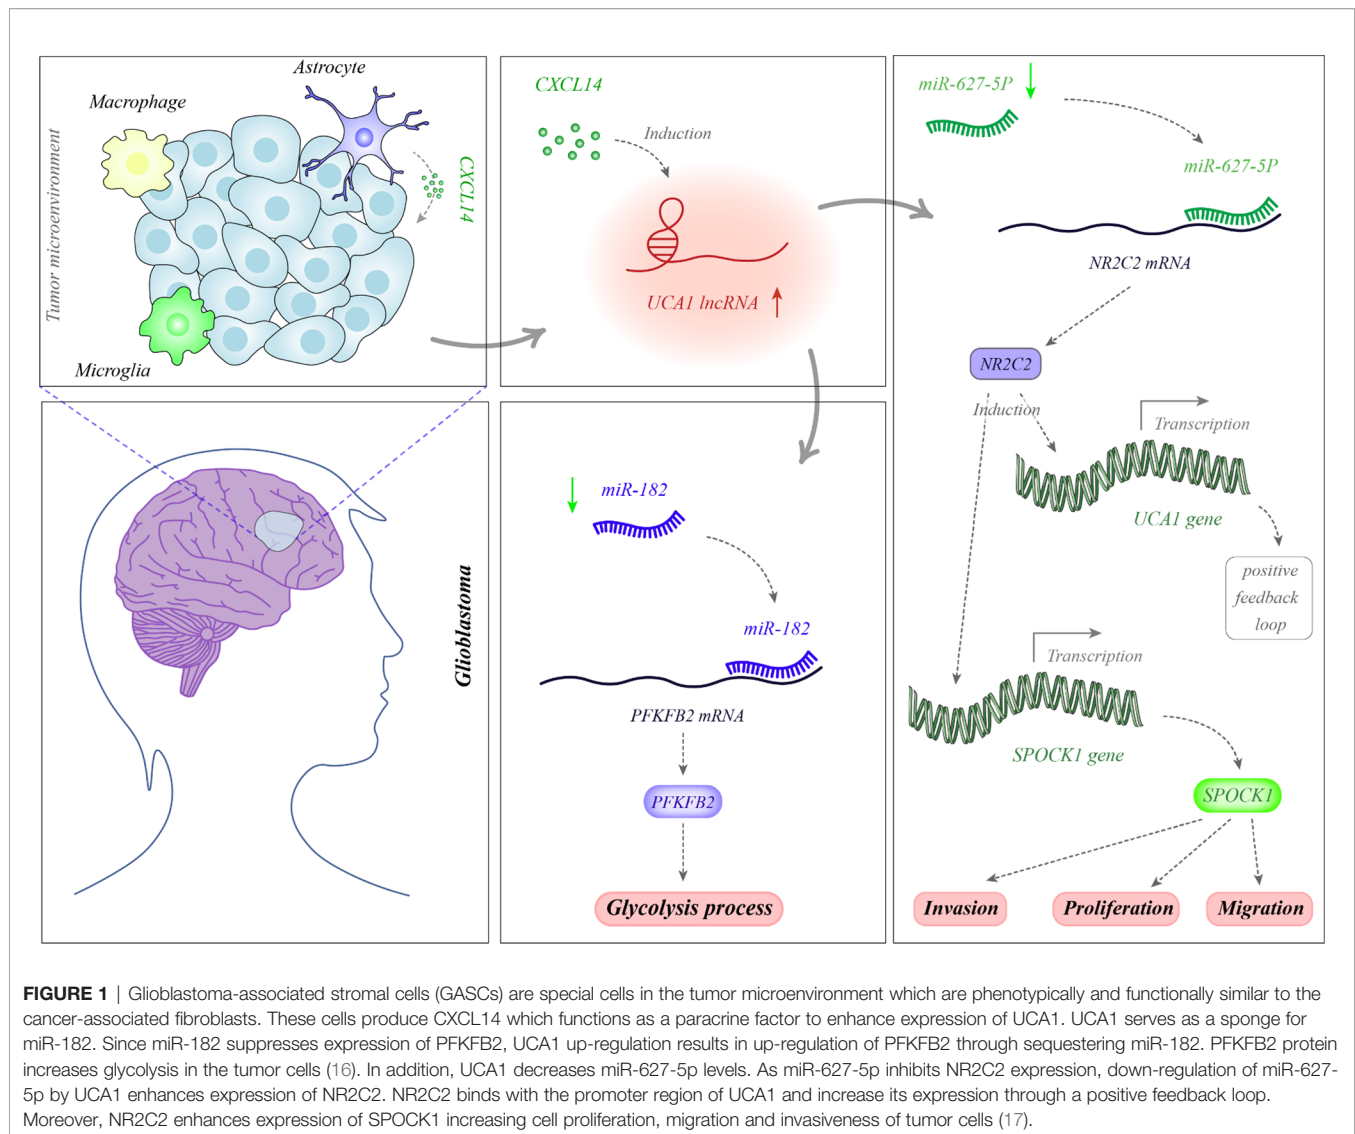 Astrocyte
Macrophage
Tumor microenvironment
CXCL14
Microglia
Glioblastoma
CXCL14
Induction
UCA1 lncRNA
miR-182
miR-182
PFKFB2 mRNA
PFKFB2
Glycolysis process
miR-627-5P
miR-627-5P
NR2C2 mRNA
NR2C2
Induction
Transcription
UCA1 gene
positive
feedback
loop
Transcription
SPOCK1 gene
SPOCK1
Invasion
Proliferation
Migration
FIGURE 1 | Glioblastoma-associated stromal cells (GASCs) are special cells in the tumor microenvironment which are phenotypically and functionally similar to the
cancer-associated fibroblasts. These cells produce CXCL14 which functions as a paracrine factor to enhance expression of UCA1. UCA1 serves as a sponge for
miR-182. Since miR-182 suppresses expression of PFKFB2, UCA1 up-regulation results in up-regulation of PFKFB2 through sequestering miR-182. PFKFB2 protein
increases glycolysis in the tumor cells (16). In addition, UCA1 decreases miR-627-5p levels. As miR-627-5p inhibits NR2C2 expression, down-regulation of miR-627-
5p by UCA1 enhances expression of NR2C2. NR2C2 binds with the promoter region of UCA1 and increase its expression through a positive feedback loop.
Moreover, NR2C2 enhances expression of SPOCK1 increasing cell proliferation, migration and invasiveness of tumor cells (17).